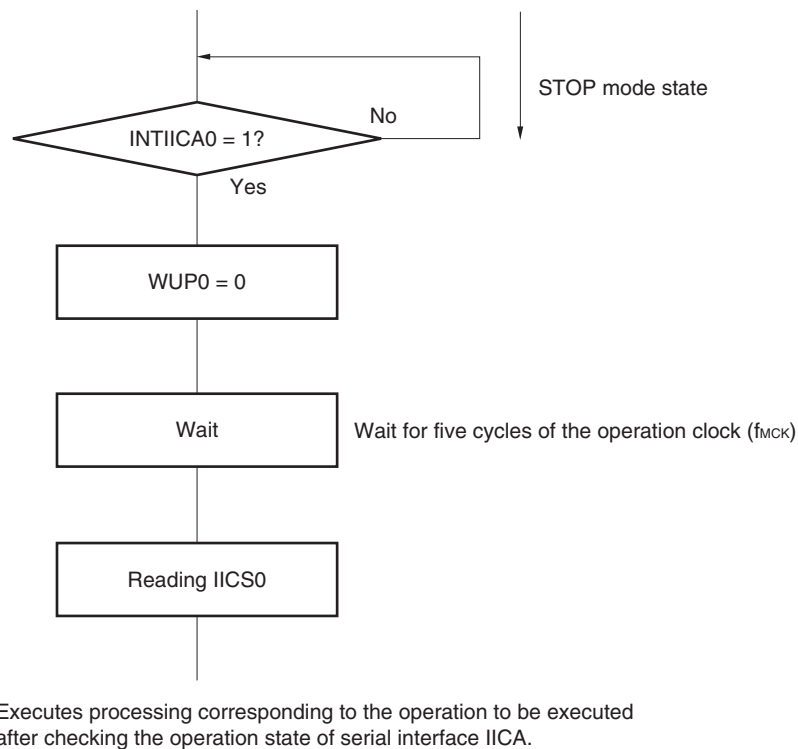 STOP mode state
No
INTIICA0 = 1?
Yes
WUP0 = 0
Wait
Wait for five cycles of the operation clock (fMCK)
Reading IICS0
Executes processing corresponding to the operation to be executed
after checking the operation state of serial interface IICA.